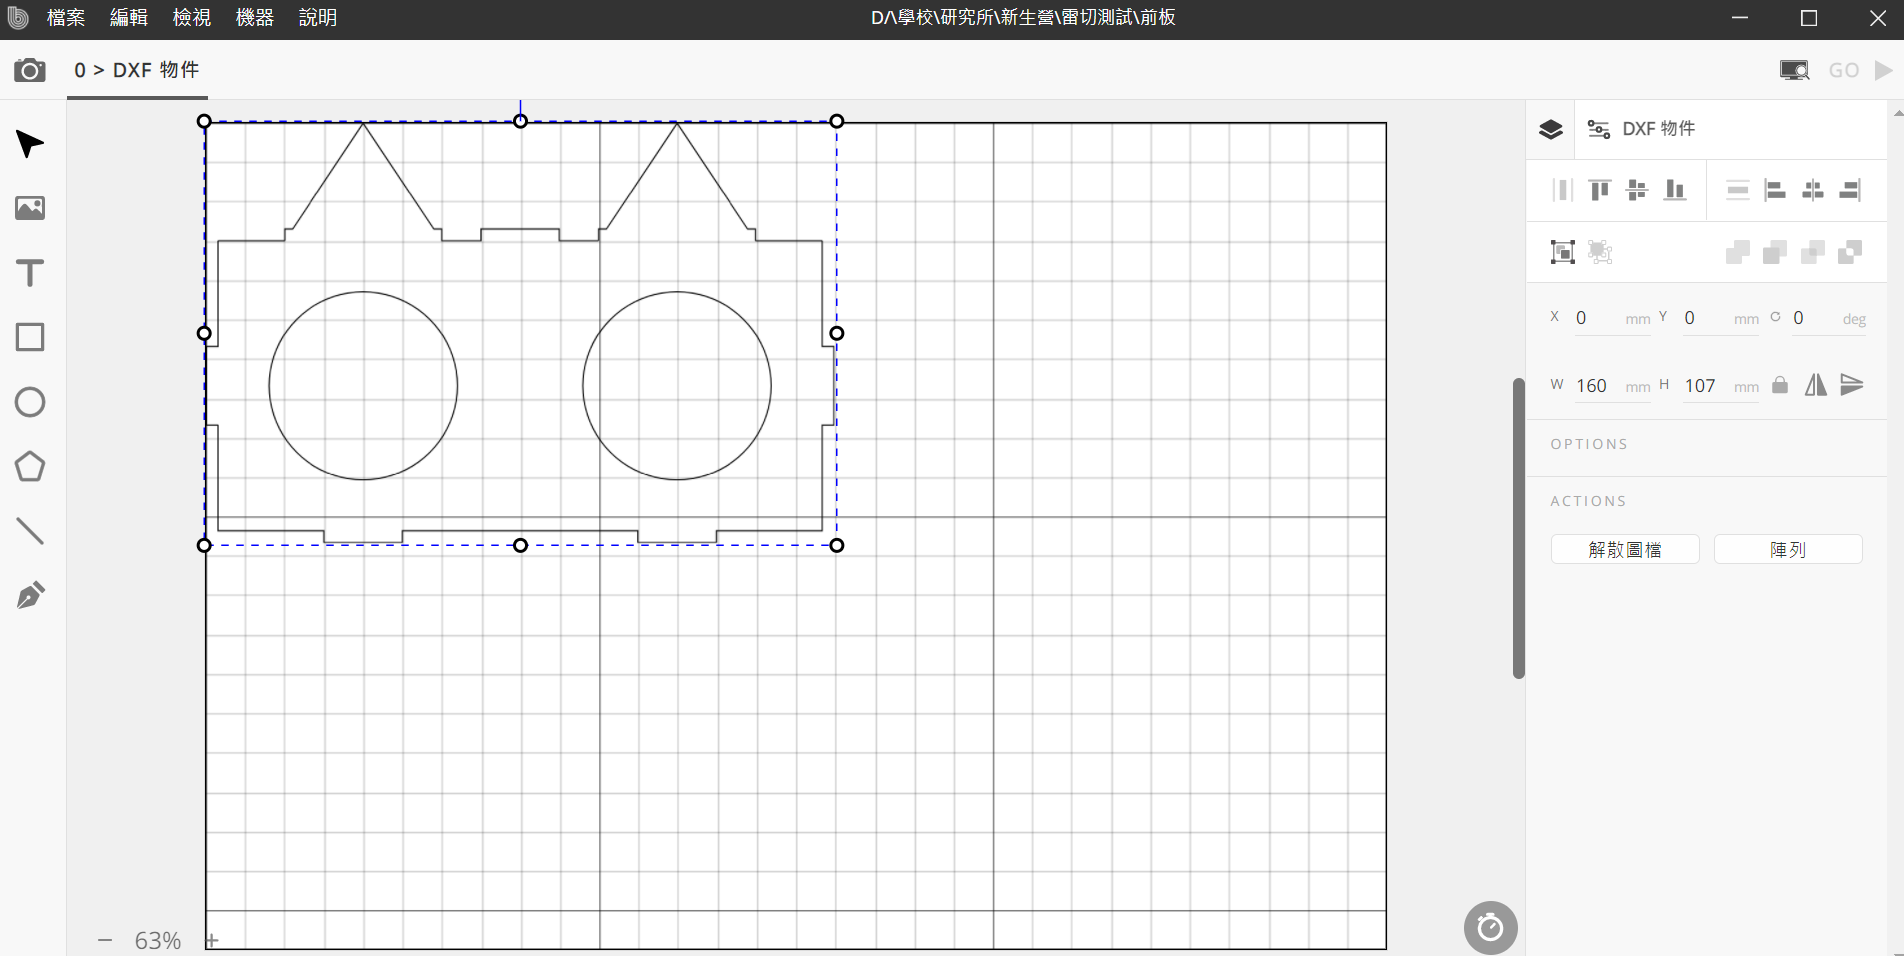 檔案 編輯 檢視 機器 說明
D/\學校\研究所\新生營\雷切測試\前板
0 > DXF 物件
GO
DXF 物件
X 0 mm Y 0 mm 0 deg
W 160 mm H 107 mm
OPTIONS
ACTIONS
解散圖檔 陣列
63%